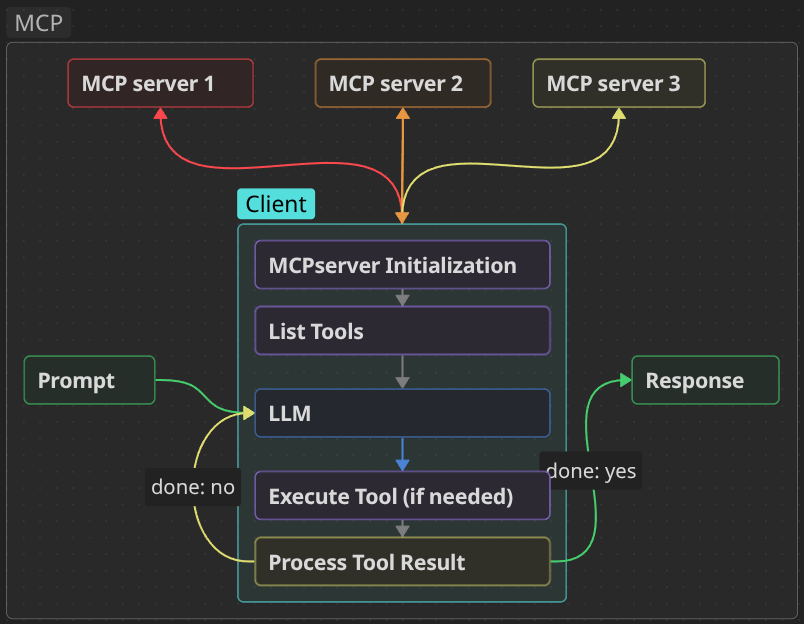 MCP
MCP server 1
MCP server 2
MCP server 3
Client
MCPserver Initialization
List Tools
Prompt
Response
LLM
done: yes
done: no
Execute Tool (if needed)
Process Tool Result